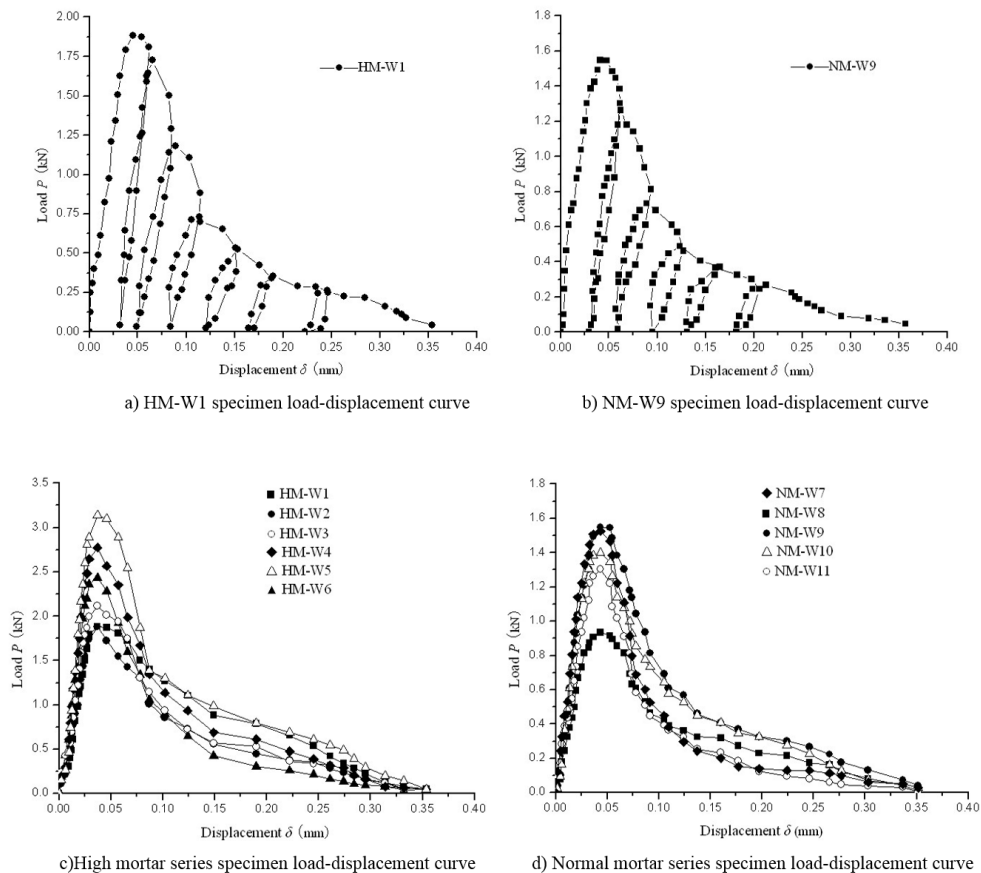 2.00
1.75
1.50
1.25
1.00
0.75
0.50
0.25
0.00
Load P (kN)
HM-W1
0.00 0.05 0.10 0.15 0.20 0.25 0.30 0.35 0.40
Displacement δ (mm)
a) HM-W1 specimen load-displacement curve
1.8
1.6
1.4
1.2
1.0
0.8
0.6
0.4
0.2
0.0
Load P (kN)
NM-W9
0.00 0.05 0.10 0.15 0.20 0.25 0.30 0.35 0.40
Displacement δ (mm)
b) NM-W9 specimen load-displacement curve
3.5
3.0
2.5
2.0
1.5
1.0
0.5
0.0
Load P (kN)
HM-W1
HM-W2
HM-W3
HM-W4
HM-W5
HM-W6
0.00 0.05 0.10 0.15 0.20 0.25 0.30 0.35 0.40
Displacement δ (mm)
c)High mortar series specimen load-displacement curve
1.8
1.6
1.4
1.2
1.0
0.8
0.6
0.4
0.2
0.0
Load P (kN)
NM-W7
NM-W8
NM-W9
NM-W10
NM-W11
0.00 0.05 0.10 0.15 0.20 0.25 0.30 0.35 0.40
Displacement δ (mm)
d) Normal mortar series specimen load-displacement curve